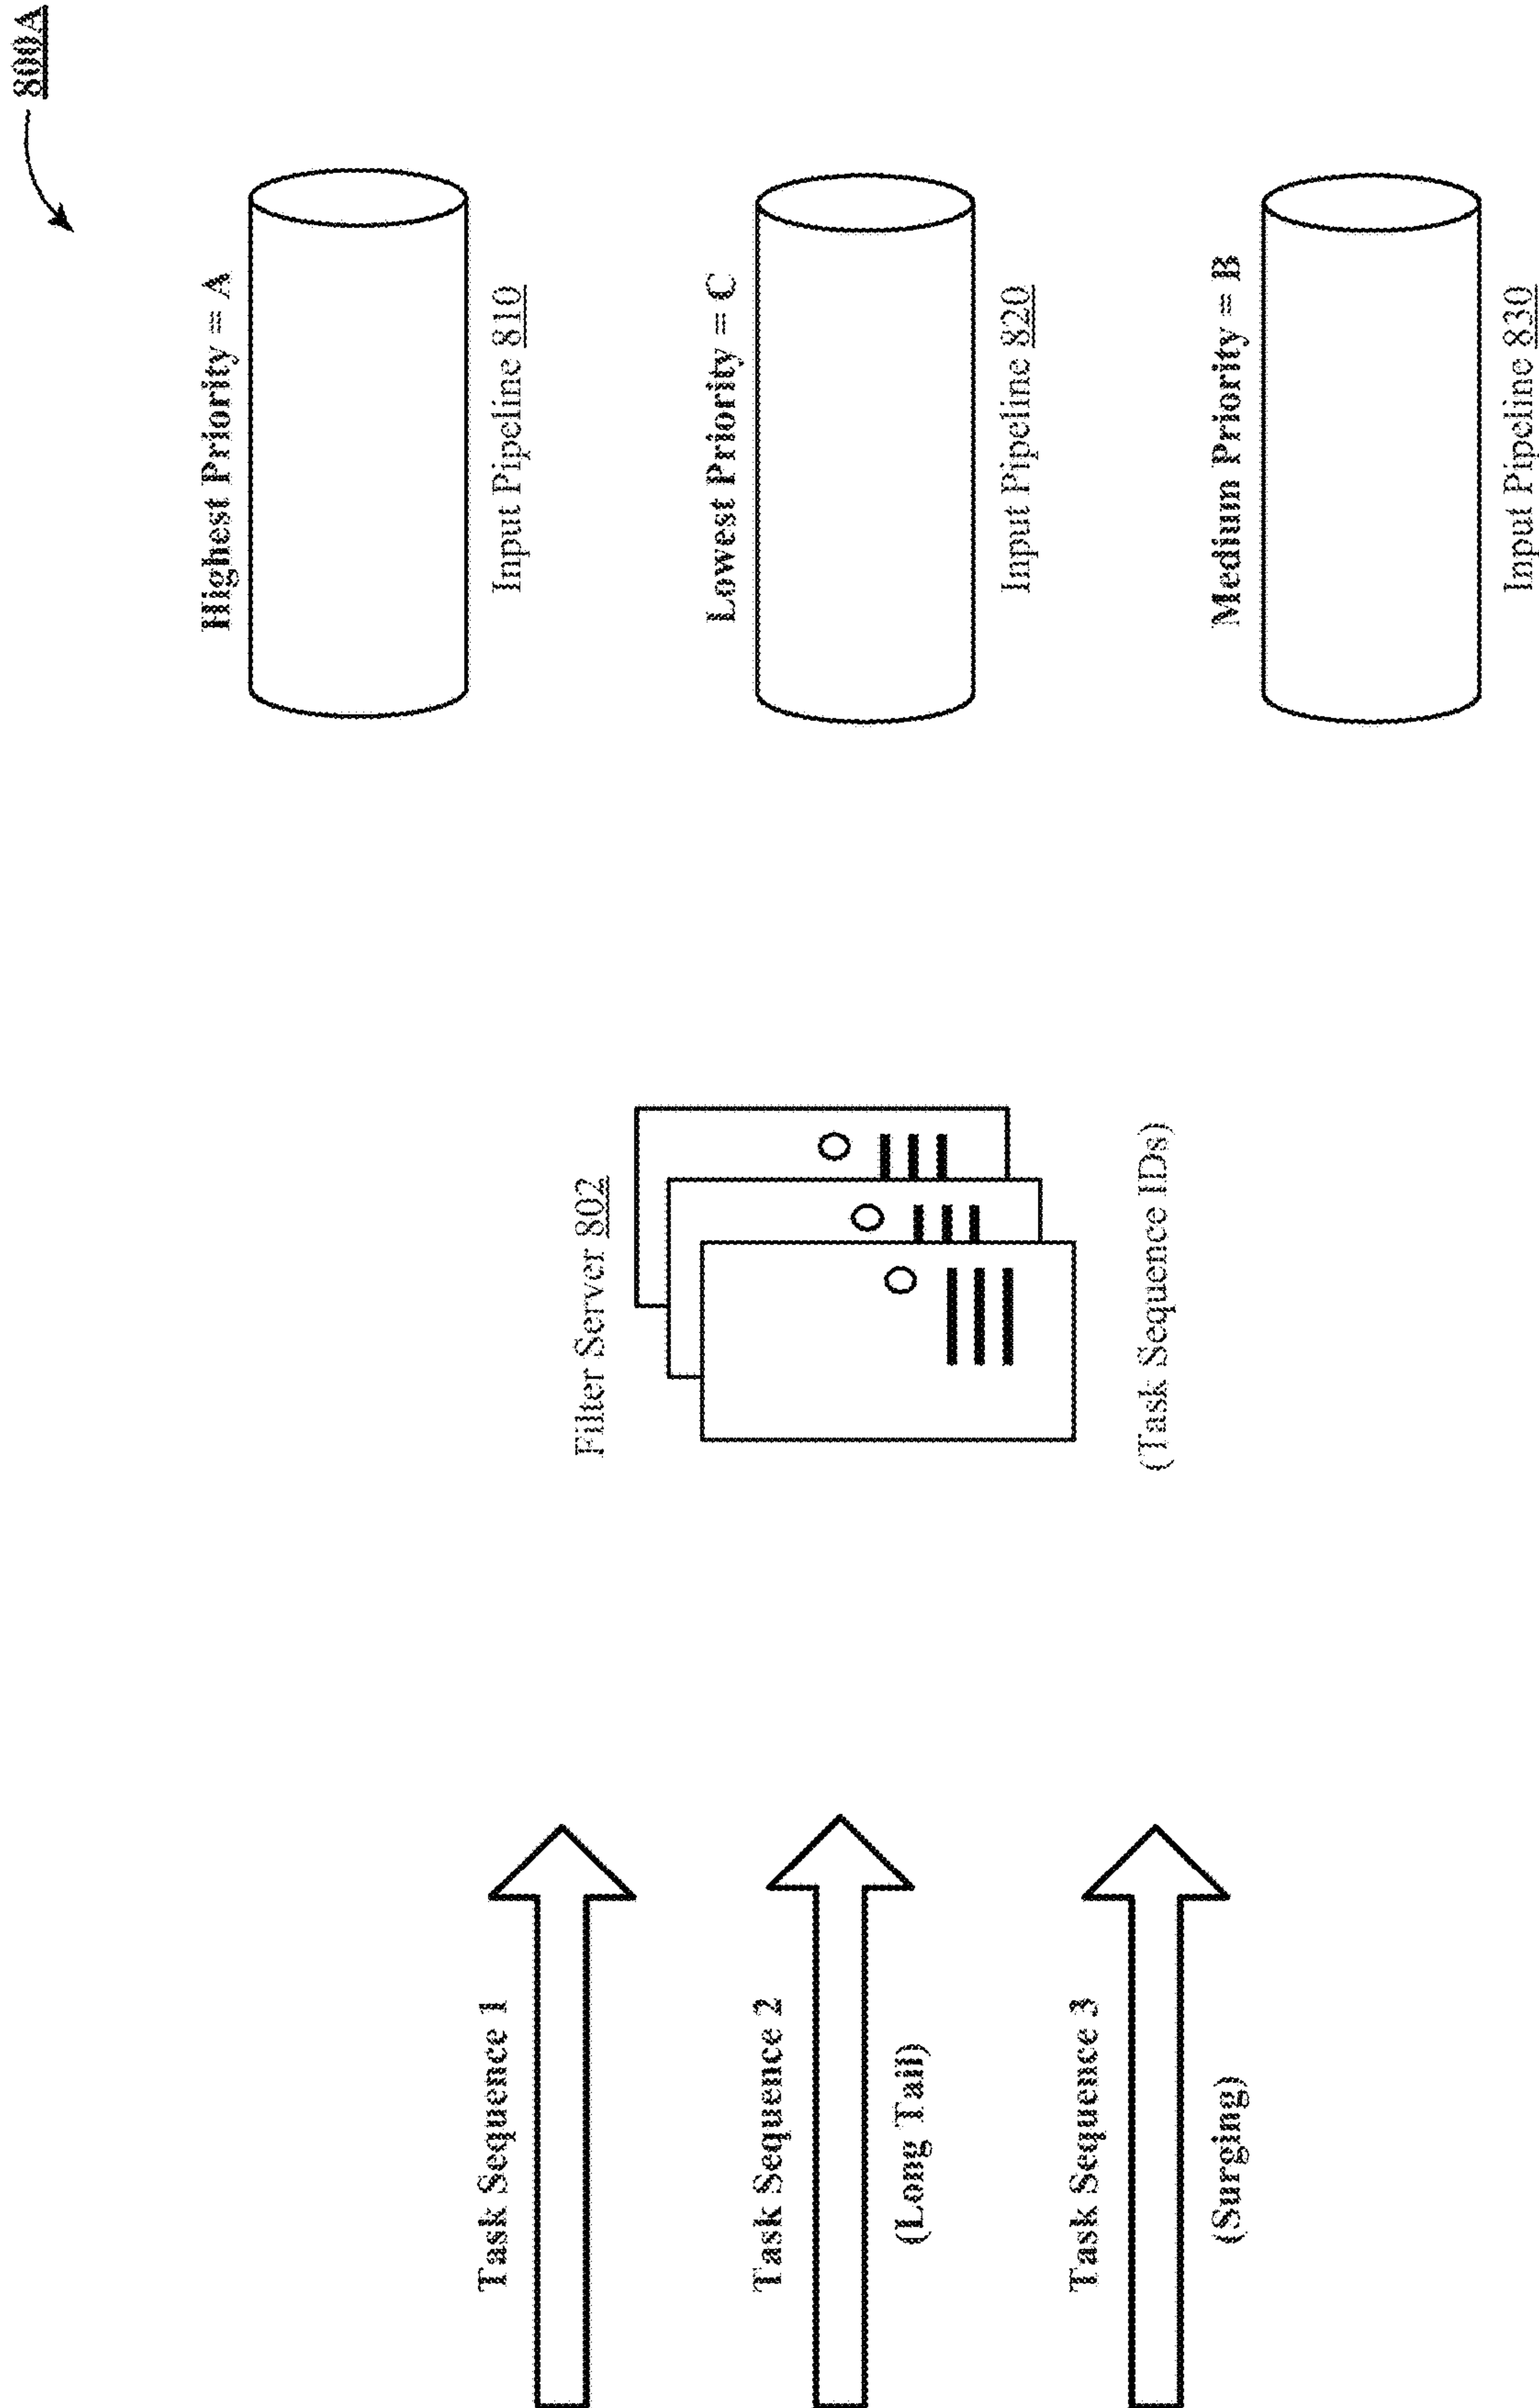 800A
Task Sequence 1
Task Sequence 2
(Long Tail)
Task Sequence 3
(Surging)
Filter Server 802
(Task Sequence IDs)
Highest Priority = A
Input Pipeline 810
Lowest Priority = C
Input Pipeline 820
Medium Priority = B
Input Pipeline 830